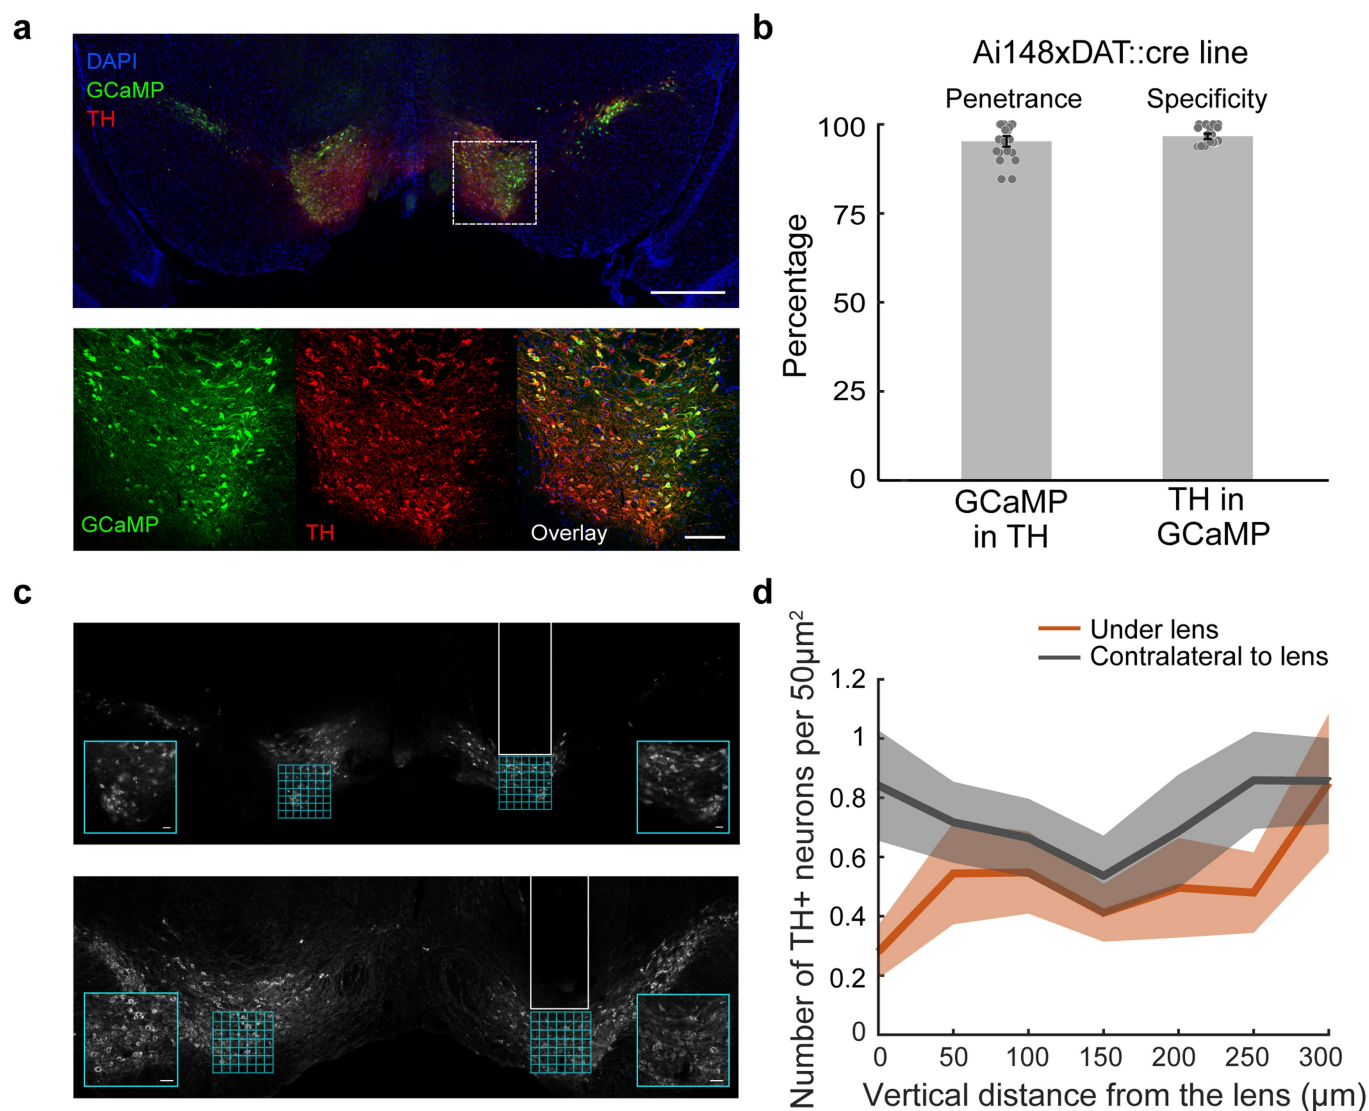 a
DAPI
GCaMP
TH
GCaMP
TH
Overlay
b
Ai148xDAT::cre line
Penetrance
Specificity
Percentage
100
75
50
25
0
GCaMP
in TH
TH in
GCaMP
c
d
Under lens
Contralateral to lens
Number of TH+ neurons per 50µm²
1.2
1
0.8
0.6
0.4
0.2
0
0
50
100
150
200
250
300
Vertical distance from the lens (µm)